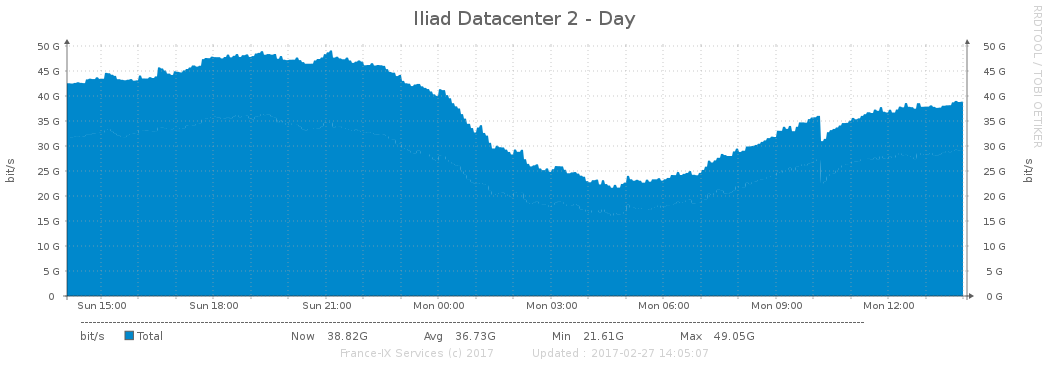 Iliad Datacenter 2 - Day
RRDTOOL / TOBI OETIKER
50 G 50 G
45 G 45 G
40 G 40 G
35 G 35 G
30 G 30 G
25 G 25 G
20 G 20 G
15 G 15 G
10 G 10 G
5 G 5 G
0 0 G
bit/s bit/s
Sun 15:00 Sun 18:00 Sun 21:00 Mon 00:00 Mon 03:00 Mon 06:00 Mon 09:00 Mon 12:00
bit/s Total Now 38.82G Avg 36.73G Min 21.61G Max 49.05G
France-IX Services (c) 2017 Updated : 2017-02-27 14:05:07